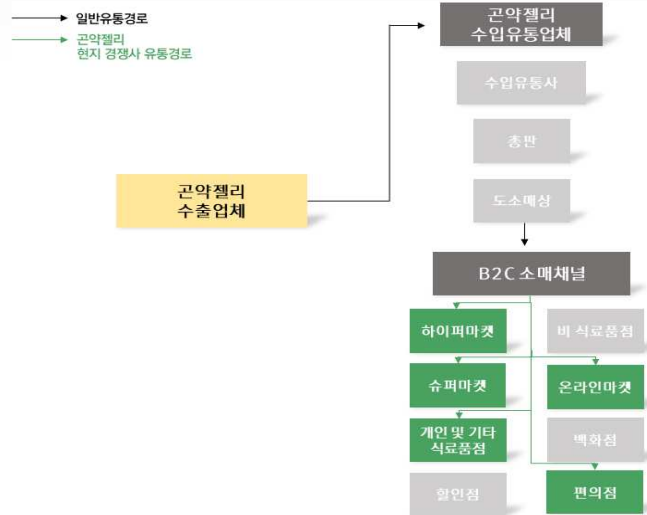 일반유통경로
곤약젤리
현지 경쟁사 유통경로
곤약젤리
수입유통업체
수입유통사
총판
곤약젤리
수출업체
도소매상
B2C 소매채널
하이퍼마켓
비 식료품점
슈퍼마켓
온라인마켓
개인 및 기타
식료품점
백화점
할인점
편의점